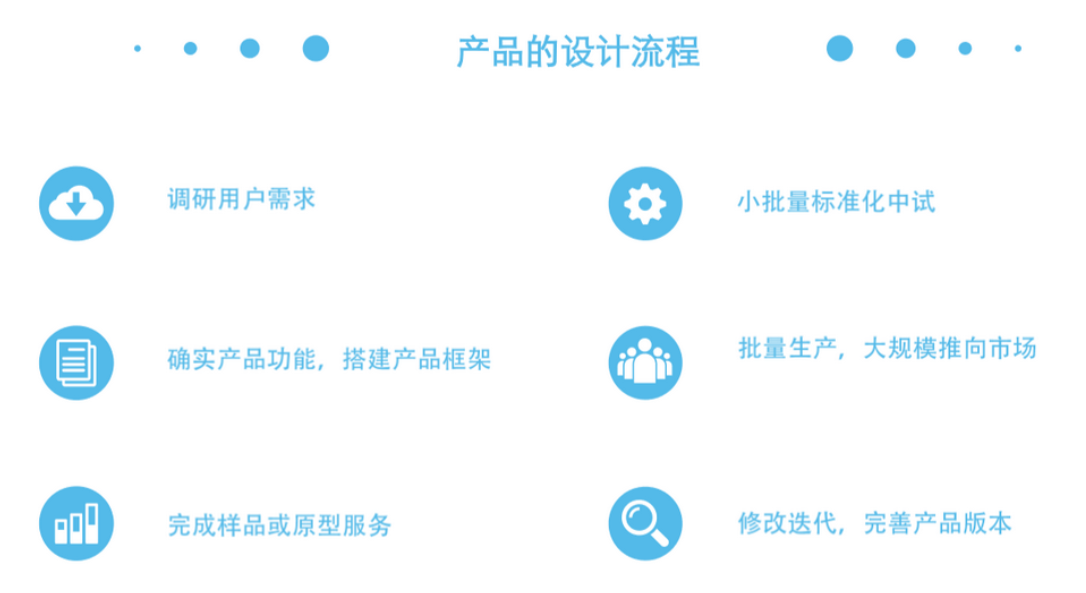 产品的设计流程
调研用户需求
确实产品功能，搭建产品框架
完成样品或原型服务
小批量标准化中试
批量生产，大规模推向市场
修改迭代，完善产品版本